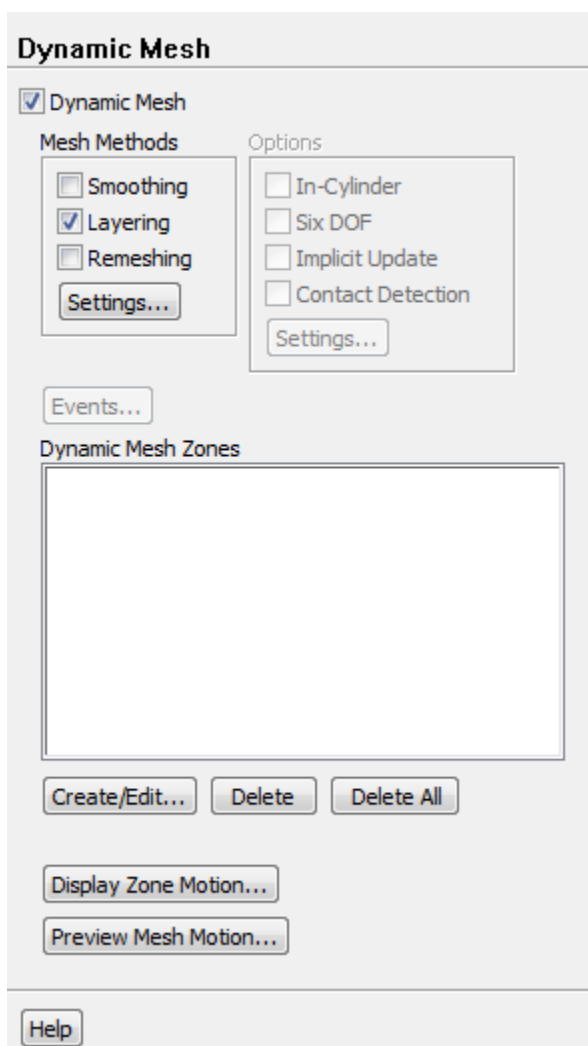 Dynamic Mesh
Dynamic Mesh
Mesh Methods
Smoothing
Layering
Remeshing
Settings...
Options
In-Cylinder
Six DOF
Implicit Update
Contact Detection
Settings...
Events...
Dynamic Mesh Zones
Create/Edit... Delete Delete All
Display Zone Motion...
Preview Mesh Motion...
Help